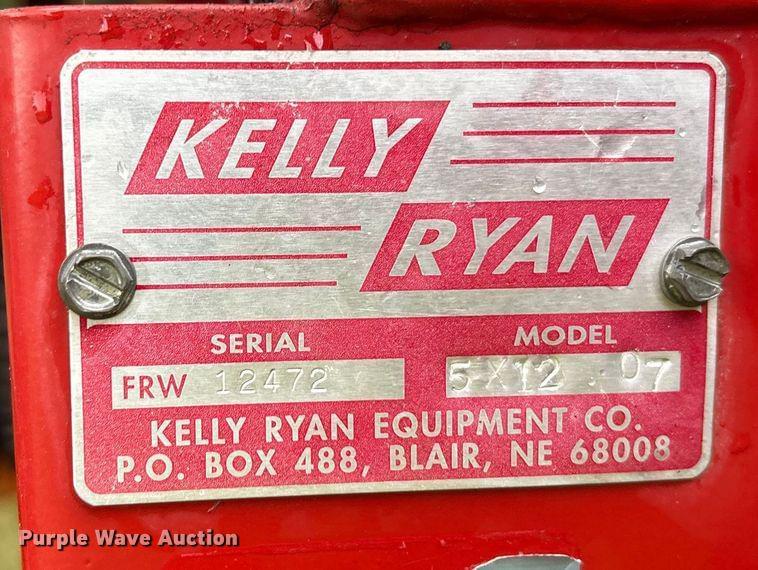 KELLY
RYAN
SERIAL MODEL
FRW 12472 5X12 07
KELLY RYAN EQUIPMENT CO.
P.O. BOX 488, BLAIR, NE 68008
Purple Wave Auction